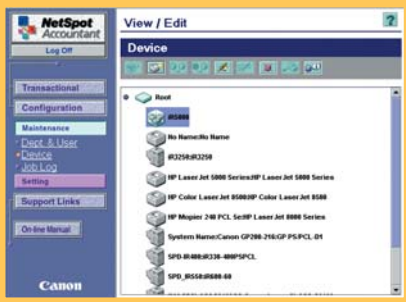 NetSpot
Accountant
Log Off
Transactional
Configuration
Maintenance
Dept. & User
Device
Job Log
Setting
Support Links
On-line Manual
Canon
View / Edit
?
Device
Root
iR5000
No Name:No Name
iR3250:iR3250
HP LaserJet 5000 Series:HP LaserJet 5000 Series
HP Color LaserJet 8500:HP Color LaserJet 8500
HP Mopier 240 PCL 5e:HP LaserJet 8000 Series
System Name:Canon GP200-216:GP PS/PCL-D1
SPD-IR400:iR330-400PSPCL
SPD_IR550:iR600-60